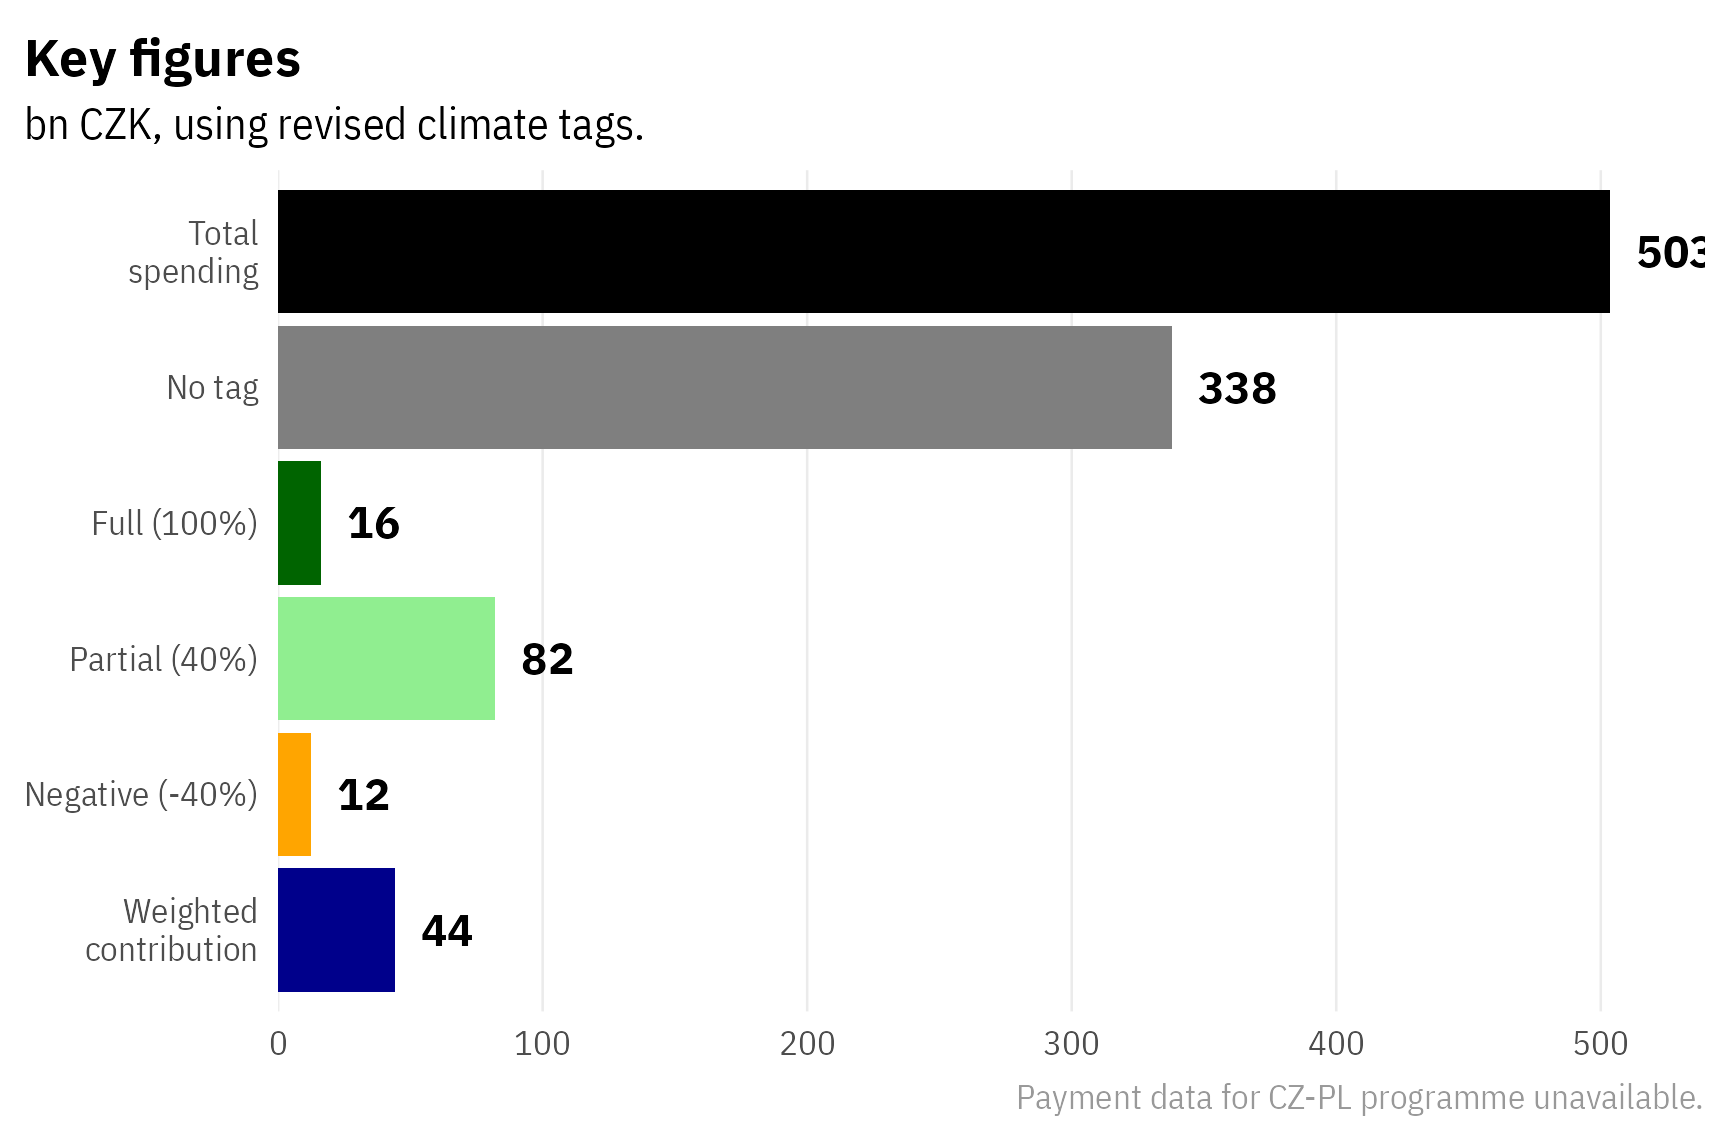 Key figures
bn CZK, using revised climate tags.
Total
spending
503
No tag
338
Full (100%)
16
Partial (40%)
82
Negative (-40%)
12
Weighted
contribution
44
0 100 200 300 400 500
Payment data for CZ-PL programme unavailable.